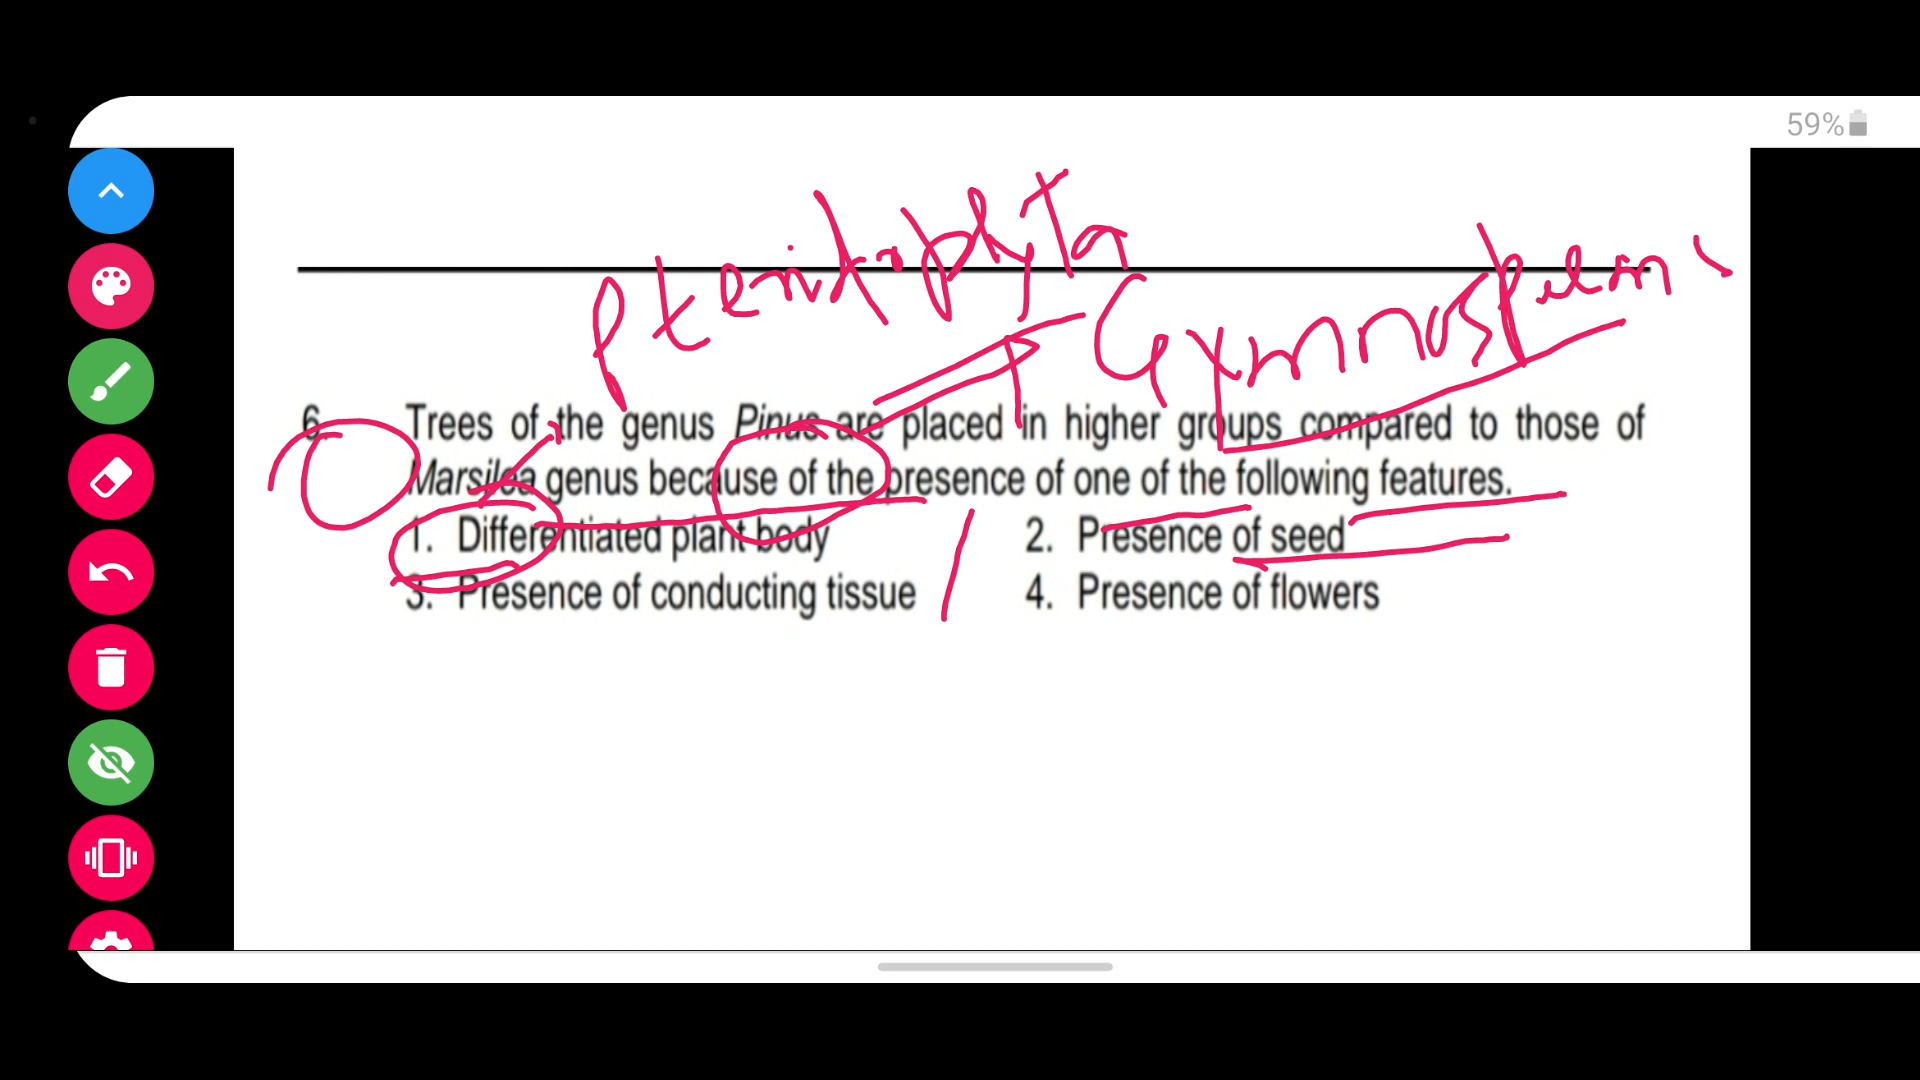 59%
Pteridophyta
Gymnosperms
6. Trees of the genus Pinus are placed in higher groups compared to those of
Marsilea genus because of the presence of one of the following features.
1. Differentiated plant body 2. Presence of seed
3. Presence of conducting tissue 4. Presence of flowers